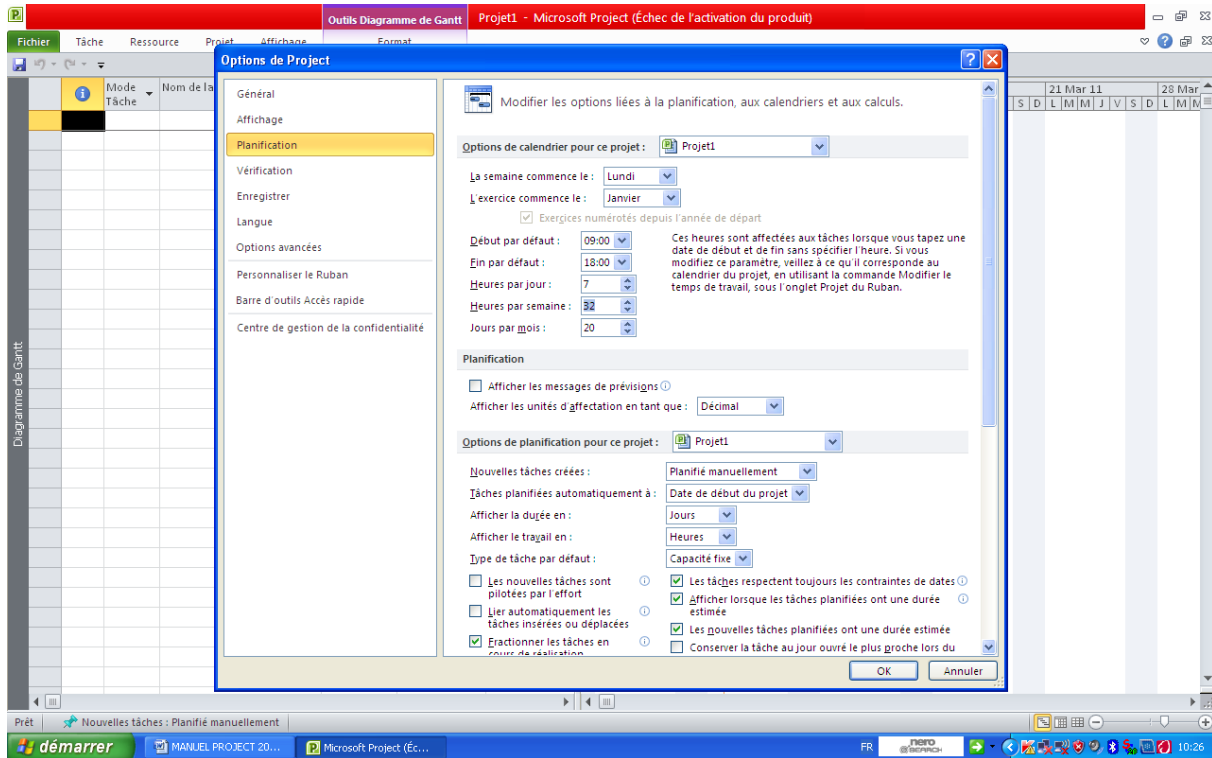 Outils Diagramme de Gantt
Projet1 - Microsoft Project (Échec de l'activation du produit)
Fichier Tâche Ressource Projet Affichage Format
Options de Project
Mode Tâche
Nom de la
21 Mar 11
28 Mar
S D L M M J V S D L M M
Général
Affichage
Planification
Vérification
Enregistrer
Langue
Options avancées
Personnaliser le Ruban
Barre d'outils Accès rapide
Centre de gestion de la confidentialité
Modifier les options liées à la planification, aux calendriers et aux calculs.
Options de calendrier pour ce projet : Projet1
La semaine commence le : Lundi
L'exercice commence le : Janvier
Exercices numérotés depuis l'année de départ
Début par défaut : 09:00
Fin par défaut : 18:00
Heures par jour : 7
Heures par semaine : 32
Jours par mois : 20
Ces heures sont affectées aux tâches lorsque vous tapez une
date de début et de fin sans spécifier l'heure. Si vous
modifiez ce paramètre, veillez à ce qu'il corresponde au
calendrier du projet, en utilisant la commande Modifier le
temps de travail, sous l'onglet Projet du Ruban.
Planification
Afficher les messages de prévisions
Afficher les unités d'affectation en tant que : Décimal
Options de planification pour ce projet : Projet1
Nouvelles tâches créées : Planifié manuellement
Tâches planifiées automatiquement à : Date de début du projet
Afficher la durée en : Jours
Afficher le travail en : Heures
Type de tâche par défaut : Capacité fixe
Les nouvelles tâches sont
pilotées par l'effort
Lier automatiquement les
tâches insérées ou déplacées
Fractionner les tâches en
cours de réalisation
Les tâches respectent toujours les contraintes de dates
Afficher lorsque les tâches planifiées ont une durée
estimée
Les nouvelles tâches planifiées ont une durée estimée
Conserver la tâche au jour ouvré le plus proche lors du
OK Annuler
Diagramme de Gantt
Prêt Nouvelles tâches : Planifié manuellement
démarrer
MANUEL PROJECT 20...
Microsoft Project (Éc...
FR
nero
SEARCH
10:26